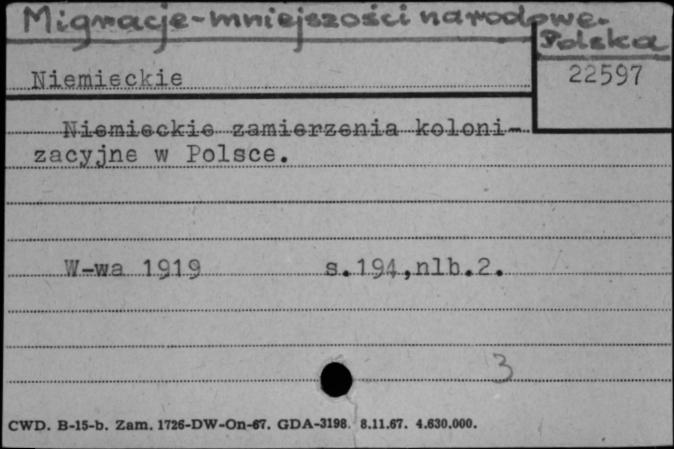 Migracje-mniejszości narodowe-
Polska
Niemieckie
22597
Niemieckie zamierzenia koloni-
zacyjne w Polsce.
W-wa 1919 s.194,nlb.2.
3
CWD. B-15-b. Zam. 1726-DW-On-67. GDA-3198. 8.11.67. 4.630.000.